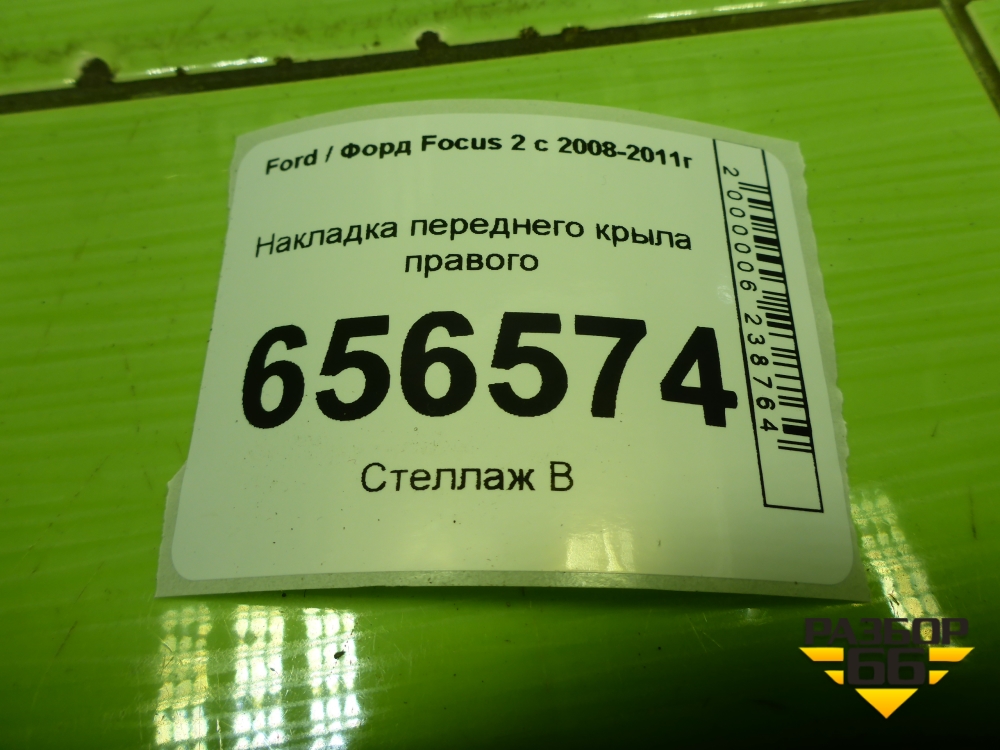 Ford / Форд Focus 2 с 2008-2011г
Накладка переднего крыла
правого
656574
Стеллаж В
2000006238764
РАЗБОР
66